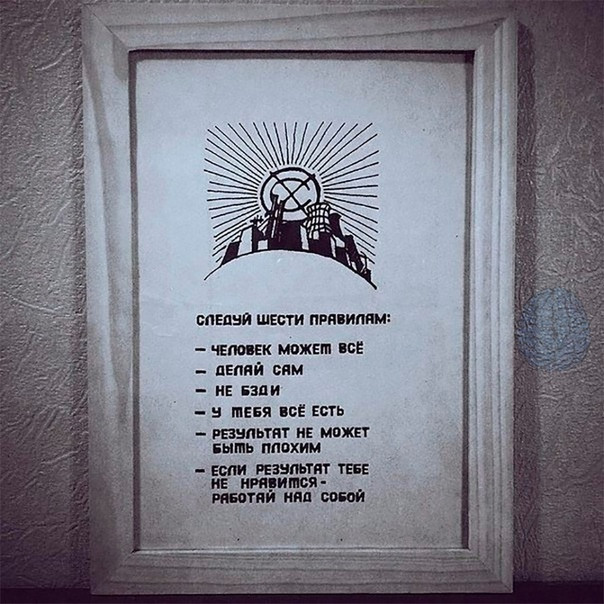 СЛЕДУЙ ШЕСТИ ПРАВИЛАМ:
– ЧЕЛОВЕК МОЖЕТ ВСЁ
– ДЕЛАЙ САМ
– НЕ БЗДИ
– У ТЕБЯ ВСЁ ЕСТЬ
– РЕЗУЛЬТАТ НЕ МОЖЕТ
БЫТЬ ПЛОХИМ
– ЕСЛИ РЕЗУЛЬТАТ ТЕБЕ
НЕ НРАВИТСЯ -
РАБОТАЙ НАД СОБОЙ